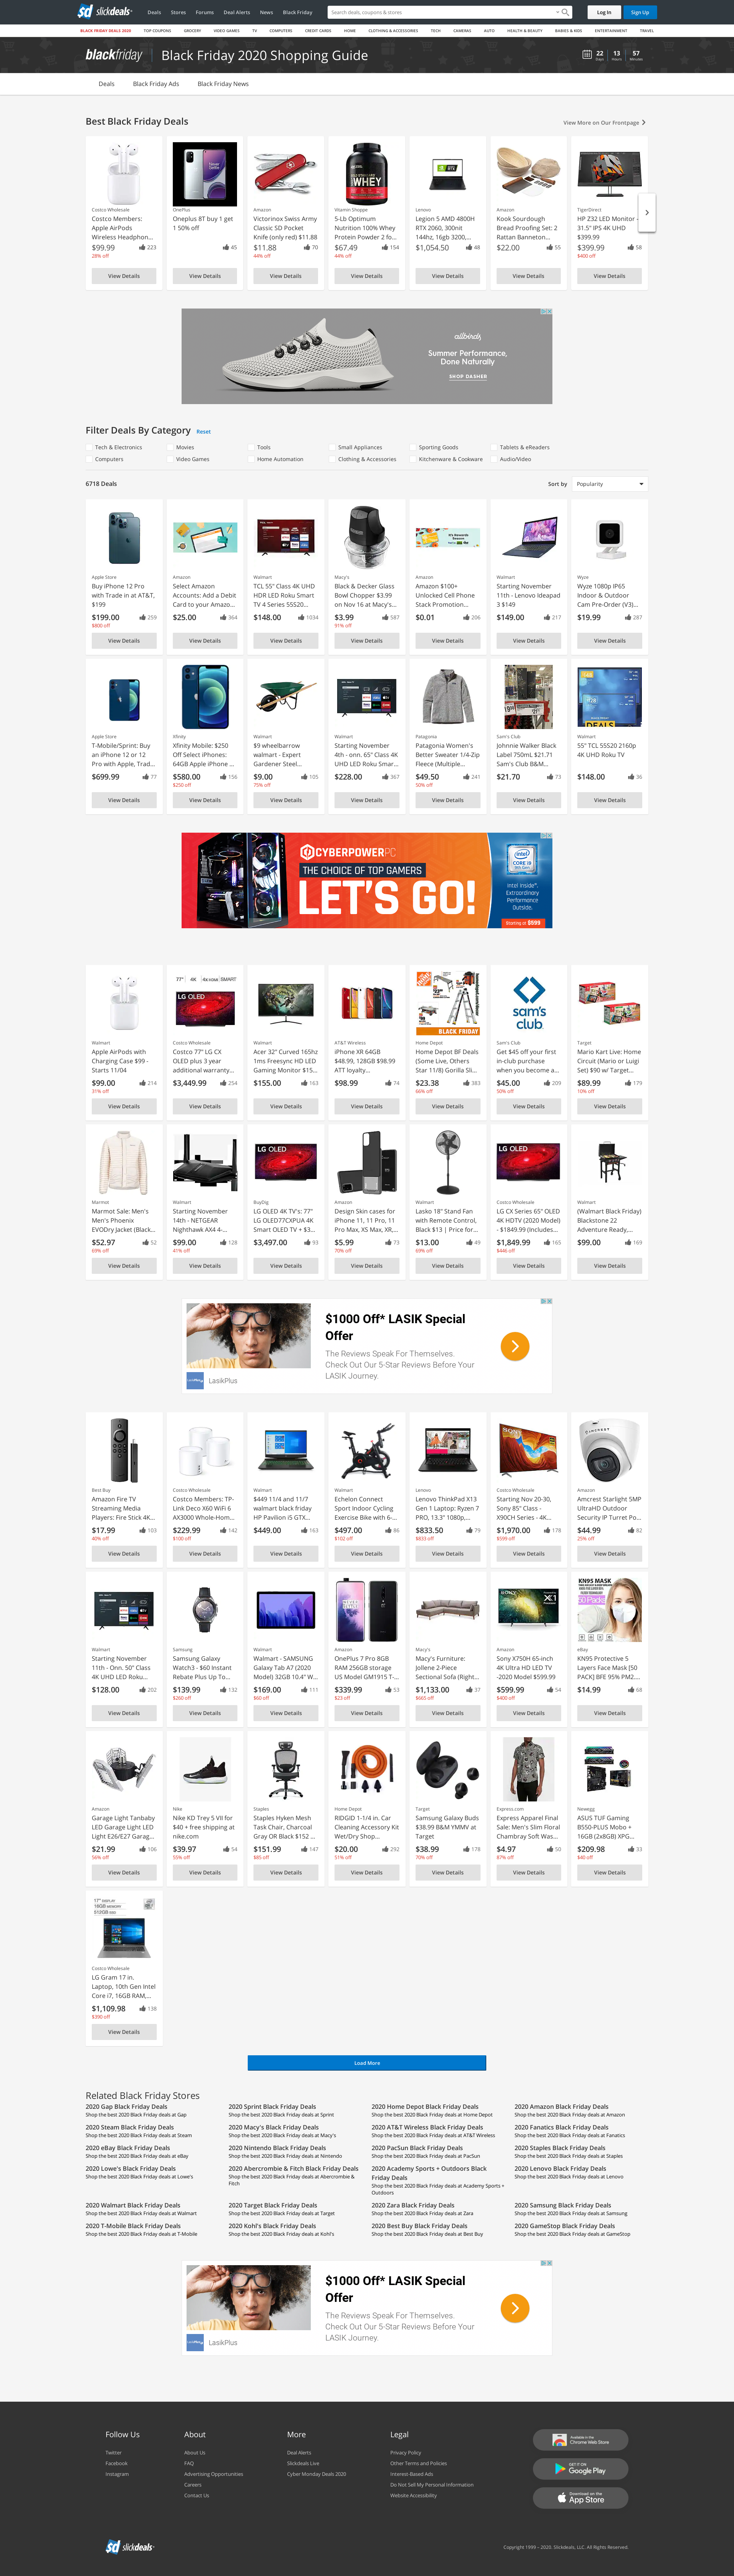 slickdeals
Deals Stores Forums Deal Alerts News Black Friday
Search deals, coupons & stores
Log In Sign Up
BLACK FRIDAY DEALS 2020 TOP COUPONS GROCERY VIDEO GAMES TV COMPUTERS CREDIT CARDS HOME CLOTHING & ACCESSORIES TECH CAMERAS AUTO HEALTH & BEAUTY BABIES & KIDS ENTERTAINMENT TRAVEL
blackfriday Black Friday 2020 Shopping Guide
22 Days 13 Hours 57 Minutes
Deals Black Friday Ads Black Friday News
Best Black Friday Deals
View More on Our Frontpage
Costco Wholesale
Costco Members: Apple AirPods Wireless Headphon...
$99.99 223
28% off
View Details
OnePlus
Oneplus 8T buy 1 get 1 50% off
45
View Details
Amazon
Victorinox Swiss Army Classic SD Pocket Knife (only red) $11.88
$11.88 70
44% off
View Details
Vitamin Shoppe
5-Lb Optimum Nutrition 100% Whey Protein Powder 2 fo...
$67.49 154
44% off
View Details
Lenovo
Legion 5 AMD 4800H RTX 2060, 300nit 144hz, 16gb 3200,...
$1,054.50 48
View Details
Amazon
Kook Sourdough Bread Proofing Set: 2 Rattan Banneton...
$22.00 55
View Details
TigerDirect
HP Z32 LED Monitor - 31.5" IPS 4K UHD $399.99
$399.99 58
$400 off
View Details
allbirds
Summer Performance,
Done Naturally
SHOP DASHER
Filter Deals By Category Reset
Tech & Electronics Movies Tools Small Appliances Sporting Goods Tablets & eReaders
Computers Video Games Home Automation Clothing & Accessories Kitchenware & Cookware Audio/Video
6718 Deals
Sort by Popularity
Apple Store
Buy iPhone 12 Pro with Trade in at AT&T, $199
$199.00 259
$800 off
View Details
Amazon
Select Amazon Accounts: Add a Debit Card to your Amazo...
$25.00 364
View Details
Walmart
TCL 55" Class 4K UHD HDR LED Roku Smart TV 4 Series 55S20...
$148.00 1034
View Details
Macy's
Black & Decker Glass Bowl Chopper $3.99 on Nov 16 at Macy's...
$3.99 587
91% off
View Details
Amazon
Amazon $100+ Unlocked Cell Phone Stack Promotion...
$0.01 206
View Details
Walmart
Starting November 11th - Lenovo Ideapad 3 $149
$149.00 217
View Details
Wyze
Wyze 1080p IP65 Indoor & Outdoor Cam Pre-Order (V3)...
$19.99 287
View Details
Apple Store
T-Mobile/Sprint: Buy an iPhone 12 or 12 Pro with Apple, Trad...
$699.99 77
View Details
Xfinity
Xfinity Mobile: $250 Off Select iPhones: 64GB Apple iPhone ...
$580.00 156
$250 off
View Details
Walmart
$9 wheelbarrow walmart - Expert Gardener Steel...
$9.00 105
75% off
View Details
Walmart
Starting November 4th - onn. 65" Class 4K UHD LED Roku Smar...
$228.00 367
View Details
Patagonia
Patagonia Women's Better Sweater 1/4-Zip Fleece (Multiple...
$49.50 241
50% off
View Details
Sam's Club
Johnnie Walker Black Label 750mL $21.71 Sam's Club B&M...
$21.70 73
View Details
Walmart
55" TCL 55S20 2160p 4K UHD Roku TV
$148.00 36
View Details
CYBERPOWERPC
THE CHOICE OF TOP GAMERS
LET'S GO!
intel CORE i9
Intel Inside®.
Extraordinary
Performance
Outside.
Starting at $599
Walmart
Apple AirPods with Charging Case $99 - Starts 11/04
$99.00 214
31% off
View Details
Costco Wholesale
Costco 77" LG CX OLED plus 3 year additional warranty...
$3,449.99 254
View Details
Walmart
Acer 32" Curved 165hz 1ms Freesync HD LED Gaming Monitor $15...
$155.00 163
View Details
AT&T Wireless
iPhone XR 64GB $48.99, 128GB $98.99 ATT loyalty...
$98.99 74
View Details
BLACK FRIDAY
Home Depot
Home Depot BF Deals (Some Live, Others Star 11/8) Gorilla Sli...
$23.38 383
66% off
View Details
sam's club
Sam's Club
Get $45 off your first in-club purchase when you become a...
$45.00 209
50% off
View Details
Target
Mario Kart Live: Home Circuit (Mario or Luigi Set) $90 w/ Target...
$89.99 179
10% off
View Details
Marmot
Marmot Sale: Men's Men's Phoenix EVODry Jacket (Black...
$52.97 52
69% off
View Details
Walmart
Starting November 14th - NETGEAR Nighthawk AX4 4-...
$99.00 128
41% off
View Details
BuyDig
LG OLED 4K TV's: 77" LG OLED77CXPUA 4K Smart OLED TV + $3...
$3,497.00 93
View Details
Amazon
Design Skin cases for iPhone 11, 11 Pro, 11 Pro Max, XS Max, XR,...
$5.99 73
70% off
View Details
Walmart
Lasko 18" Stand Fan with Remote Control, Black $13 | Price for...
$13.00 49
69% off
View Details
Costco Wholesale
LG CX Series 65" OLED 4K HDTV (2020 Model) - $1849.99 (includes...
$1,849.99 165
$446 off
View Details
Walmart
(Walmart Black Friday) Blackstone 22 Adventure Ready,...
$99.00 169
View Details
$1000 Off* LASIK Special
Offer
The Reviews Speak For Themselves.
Check Out Our 5-Star Reviews Before Your
LASIK Journey.
LasikPlus
Best Buy
Amazon Fire TV Streaming Media Players: Fire Stick 4K...
$17.99 103
40% off
View Details
Costco Wholesale
Costco Members: TP-Link Deco X60 WiFi 6 AX3000 Whole-Hom...
$229.99 142
$100 off
View Details
Walmart
$449 11/4 and 11/7 walmart black friday HP Pavilion i5 GTX...
$449.00 163
View Details
Walmart
Echelon Connect Sport Indoor Cycling Exercise Bike with 6-...
$497.00 86
$102 off
View Details
Lenovo
Lenovo ThinkPad X13 Gen 1 Laptop: Ryzen 7 PRO, 13.3" 1080p,...
$833.50 79
$833 off
View Details
Costco Wholesale
Starting Nov 20-30, Sony 85" Class - X90CH Series - 4K...
$1,970.00 178
$599 off
View Details
Amazon
Amcrest Starlight 5MP UltraHD Outdoor Security IP Turret Po...
$44.99 82
25% off
View Details
Walmart
Starting November 11th - Onn. 50" Class 4K UHD LED Roku...
$128.00 202
View Details
Samsung
Samsung Galaxy Watch3 - $60 Instant Rebate Plus Up To...
$139.99 132
$260 off
View Details
Walmart
Walmart - SAMSUNG Galaxy Tab A7 (2020 Model) 32GB 10.4" W...
$169.00 111
$60 off
View Details
Amazon
OnePlus 7 Pro 8GB RAM 256GB storage US Model GM1915 T-...
$339.99 53
$23 off
View Details
Macy's
Macy's Furniture: Jollene 2-Piece Sectional Sofa (Right...
$1,133.00 37
$665 off
View Details
Amazon
Sony X750H 65-inch 4K Ultra HD LED TV -2020 Model $599.99
$599.99 54
$400 off
View Details
KN95 MASK
eBay
KN95 Protective 5 Layers Face Mask [50 PACK] BFE 95% PM2....
$14.99 68
View Details
Amazon
Garage Light Tanbaby LED Garage Light LED Light E26/E27 Garag...
$21.99 106
56% off
View Details
Nike
Nike KD Trey 5 VII for $40 + free shipping at nike.com
$39.97 54
55% off
View Details
Staples
Staples Hyken Mesh Task Chair, Charcoal Gray OR Black $152 ...
$151.99 147
$85 off
View Details
Home Depot
RIDGID 1-1/4 in. Car Cleaning Accessory Kit Wet/Dry Shop...
$20.00 292
51% off
View Details
Target
Samsung Galaxy Buds $38.99 B&M YMMV at Target
$38.99 178
70% off
View Details
Express.com
Express Apparel Final Sale: Men's Slim Floral Chambray Soft Was...
$4.97 50
87% off
View Details
Newegg
ASUS TUF Gaming B550-PLUS Mobo + 16GB (2x8GB) XPG...
$209.98 33
$40 off
View Details
Costco Wholesale
LG Gram 17 in. Laptop, 10th Gen Intel Core i7, 16GB RAM,...
$1,109.98 138
$390 off
View Details
Load More
Related Black Friday Stores
2020 Gap Black Friday Deals
Shop the best 2020 Black Friday deals at Gap
2020 Sprint Black Friday Deals
Shop the best 2020 Black Friday deals at Sprint
2020 Home Depot Black Friday Deals
Shop the best 2020 Black Friday deals at Home Depot
2020 Amazon Black Friday Deals
Shop the best 2020 Black Friday deals at Amazon
2020 Steam Black Friday Deals
Shop the best 2020 Black Friday deals at Steam
2020 Macy's Black Friday Deals
Shop the best 2020 Black Friday deals at Macy's
2020 AT&T Wireless Black Friday Deals
Shop the best 2020 Black Friday deals at AT&T Wireless
2020 Fanatics Black Friday Deals
Shop the best 2020 Black Friday deals at Fanatics
2020 eBay Black Friday Deals
Shop the best 2020 Black Friday deals at eBay
2020 Nintendo Black Friday Deals
Shop the best 2020 Black Friday deals at Nintendo
2020 PacSun Black Friday Deals
Shop the best 2020 Black Friday deals at PacSun
2020 Staples Black Friday Deals
Shop the best 2020 Black Friday deals at Staples
2020 Lowe's Black Friday Deals
Shop the best 2020 Black Friday deals at Lowe's
2020 Abercrombie & Fitch Black Friday Deals
Shop the best 2020 Black Friday deals at Abercrombie &
Fitch
2020 Academy Sports + Outdoors Black
Friday Deals
Shop the best 2020 Black Friday deals at Academy Sports +
Outdoors
2020 Lenovo Black Friday Deals
Shop the best 2020 Black Friday deals at Lenovo
2020 Walmart Black Friday Deals
Shop the best 2020 Black Friday deals at Walmart
2020 Target Black Friday Deals
Shop the best 2020 Black Friday deals at Target
2020 Zara Black Friday Deals
Shop the best 2020 Black Friday deals at Zara
2020 Samsung Black Friday Deals
Shop the best 2020 Black Friday deals at Samsung
2020 T-Mobile Black Friday Deals
Shop the best 2020 Black Friday deals at T-Mobile
2020 Kohl's Black Friday Deals
Shop the best 2020 Black Friday deals at Kohl's
2020 Best Buy Black Friday Deals
Shop the best 2020 Black Friday deals at Best Buy
2020 GameStop Black Friday Deals
Shop the best 2020 Black Friday deals at GameStop
$1000 Off* LASIK Special
Offer
The Reviews Speak For Themselves.
Check Out Our 5-Star Reviews Before Your
LASIK Journey.
LasikPlus
Follow Us
Twitter
Facebook
Instagram
About
About Us
FAQ
Advertising Opportunities
Careers
Contact Us
More
Deal Alerts
Slickdeals Live
Cyber Monday Deals 2020
Legal
Privacy Policy
Other Terms and Policies
Interest-Based Ads
Do Not Sell My Personal Information
Website Accessibility
Available in the
Chrome Web Store
GET IT ON
Google Play
Download on the
App Store
slickdeals
Copyright 1999 - 2020. Slickdeals, LLC. All Rights Reserved.